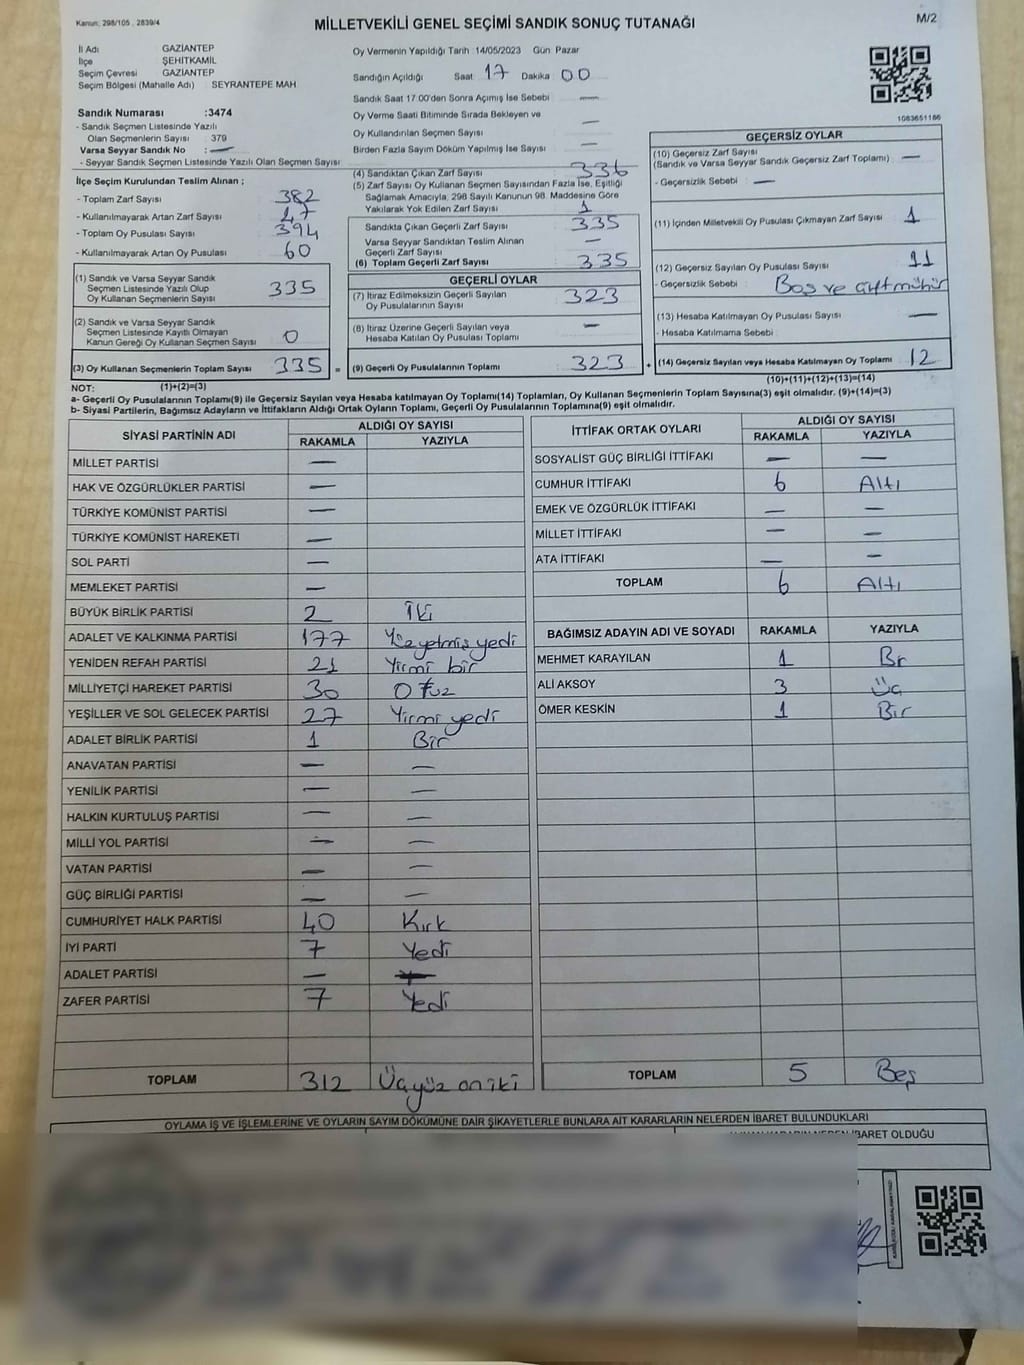 Kanun: 298/105 , 2839/4
MİLLETVEKİLİ GENEL SEÇİMİ SANDIK SONUÇ TUTANAĞI
M/2
İl Adı : GAZİANTEP
İlçe : ŞEHİTKAMİL
Seçim Çevresi : GAZİANTEP
Seçim Bölgesi (Mahalle Adı) : SEYRANTEPE MAH
Sandık Numarası :3474
- Sandık Seçmen Listesinde Yazılı
Olan Seçmenlerin Sayısı : 379
Varsa Seyyar Sandık No : —
- Seyyar Sandık Seçmen Listesinde Yazılı Olan Seçmen Sayısı :
Oy Vermenin Yapıldığı Tarih :14/05/2023 Gün: Pazar
Sandığın Açıldığı Saat 17 Dakika 00
Sandık Saat 17:00'den Sonra Açımış İse Sebebi : —
Oy Verme Saati Bitiminde Sırada Bekleyen ve
Oy Kullandırılan Seçmen Sayısı : —
Birden Fazla Sayım Döküm Yapılmış İse Sayısı : —
1083651186
İlçe Seçim Kurulundan Teslim Alınan ;
- Toplam Zarf Sayısı : 382
- Kullanılmayarak Artan Zarf Sayısı : 47
- Toplam Oy Pusulası Sayısı : 394
- Kullanılmayarak Artan Oy Pusulası : 60
(1) Sandık ve Varsa Seyyar Sandık
Seçmen Listesinde Yazılı Olup
Oy Kullanan Seçmenlerin Sayısı : 335
(2) Sandık ve Varsa Seyyar Sandık
Seçmen Listesinde Kayıtlı Olmayan
Kanun Gereği Oy Kullanan Seçmen Sayısı : 0
(3) Oy Kullanan Seçmenlerin Toplam Sayısı : 335 =
(4) Sandıktan Çıkan Zarf Sayısı : 336
(5) Zarf Sayısı Oy Kullanan Seçmen Sayısından Fazla İse, Eşitliği
Sağlamak Amacıyla, 298 Sayılı Kanunun 98. Maddesine Göre
Yakılarak Yok Edilen Zarf Sayısı : 1
Sandıkta Çıkan Geçerli Zarf Sayısı : 335
Varsa Seyyar Sandıktan Teslim Alınan
Geçerli Zarf Sayısı : —
(6) Toplam Geçerli Zarf Sayısı : 335
GEÇERLİ OYLAR
(7) İtiraz Edilmeksizin Geçerli Sayılan
Oy Pusulalarının Sayısı : 323
(8) İtiraz Üzerine Geçerli Sayılan veya
Hesaba Katılan Oy Pusulası Toplamı : —
(9) Geçerli Oy Pusulalarının Toplamı : 323 +
GEÇERSİZ OYLAR
(10) Geçersiz Zarf Sayısı
(Sandık ve Varsa Seyyar Sandık Geçersiz Zarf Toplamı) : —
- Geçersizlik Sebebi : —
(11) İçinden Milletvekili Oy Pusulası Çıkmayan Zarf Sayısı : 1
(12) Geçersiz Sayılan Oy Pusulası Sayısı : 11
- Geçersizlik Sebebi : Boş ve çift mühür
(13) Hesaba Katılmayan Oy Pusulası Sayısı : —
- Hesaba Katılmama Sebebi :
(14) Geçersiz Sayılan veya Hesaba Katılmayan Oy Toplamı : 12
NOT: (1)+(2)=(3) (10)+(11)+(12)+(13)=(14)
a- Geçerli Oy Pusulalarının Toplam(9) ile Geçersiz Sayılan veya Hesaba katılmayan Oy Toplamı(14) Toplamları, Oy Kullanan Seçmenlerin Toplam Sayısına(3) eşit olmalıdır. (9)+(14)=(3)
b- Siyasi Partilerin, Bağımsız Adayların ve İttifakların Aldığı Ortak Oyların Toplamı, Geçerli Oy Pusulalarının Toplamına(9) eşit olmalıdır.
SİYASİ PARTİNİN ADI ALDIĞI OY SAYISI
RAKAMLA YAZIYLA
MİLLET PARTİSİ —
HAK VE ÖZGÜRLÜKLER PARTİSİ —
TÜRKİYE KOMÜNİST PARTİSİ —
TÜRKİYE KOMÜNİST HAREKETİ —
SOL PARTİ —
MEMLEKET PARTİSİ —
BÜYÜK BİRLİK PARTİSİ 2 İki
ADALET VE KALKINMA PARTİSİ 177 Yüzyetmiş yedi
YENİDEN REFAH PARTİSİ 21 Yirmi bir
MİLLİYETÇİ HAREKET PARTİSİ 30 Otuz
YEŞİLLER VE SOL GELECEK PARTİSİ 27 Yirmi yedi
ADALET BİRLİK PARTİSİ 1 Bir
ANAVATAN PARTİSİ — —
YENİLİK PARTİSİ — —
HALKIN KURTULUŞ PARTİSİ — —
MİLLİ YOL PARTİSİ — —
VATAN PARTİSİ — —
GÜÇ BİRLİĞİ PARTİSİ — —
CUMHURİYET HALK PARTİSİ 40 Kırk
İYİ PARTİ 7 Yedi
ADALET PARTİSİ — —
ZAFER PARTİSİ 7 Yedi
TOPLAM 312 Üçyüz on iki
İTTİFAK ORTAK OYLARI ALDIĞI OY SAYISI
RAKAMLA YAZIYLA
SOSYALİST GÜÇ BİRLİĞİ İTTİFAKI — —
CUMHUR İTTİFAKI 6 Altı
EMEK VE ÖZGÜRLÜK İTTİFAKI — —
MİLLET İTTİFAKI — —
ATA İTTİFAKI — —
TOPLAM 6 Altı
BAĞIMSIZ ADAYIN ADI VE SOYADI RAKAMLA YAZIYLA
MEHMET KARAYILAN 1 Bir
ALİ AKSOY 3 Üç
ÖMER KESKİN 1 Bir
TOPLAM 5 Beş
OYLAMA İŞ VE İŞLEMLERİNE VE OYLARIN SAYIM DÖKÜMÜNE DAİR ŞİKAYETLERLE BUNLARA AİT KARARLARIN NELERDEN İBARET BULUNDUKLARI
İBARET OLDUĞU